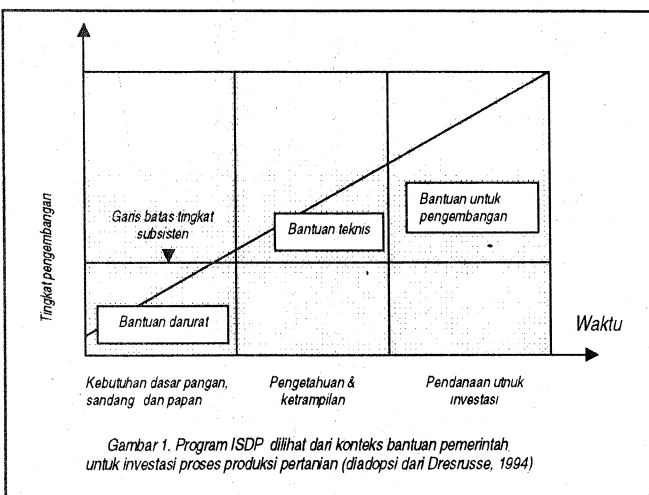 Tingkat pengembangan
Garis batas tingkat
subsisten
Bantuan darurat
Bantuan teknis
Bantuan untuk
pengembangan
Waktu
Kebutuhan dasar pangan,
sandang dan papan
Pengetahuan &
ketrampilan
Pendanaan utnuk
investasi
Gambar 1. Program ISDP dilihat dari konteks bantuan pemerintah
untuk investasi proses produksi pertanian (diadopsi dari Dresrusse, 1994)